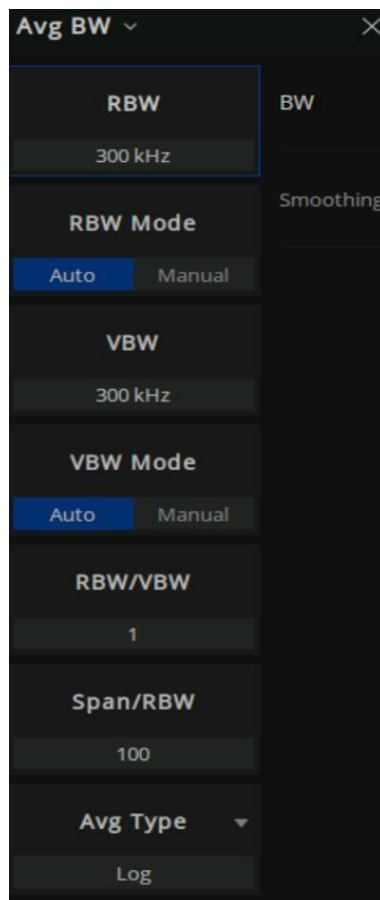 Avg BW
RBW
300 kHz
BW
RBW Mode
Auto Manual
Smoothing
VBW
300 kHz
VBW Mode
Auto Manual
RBW/VBW
1
Span/RBW
100
Avg Type
Log